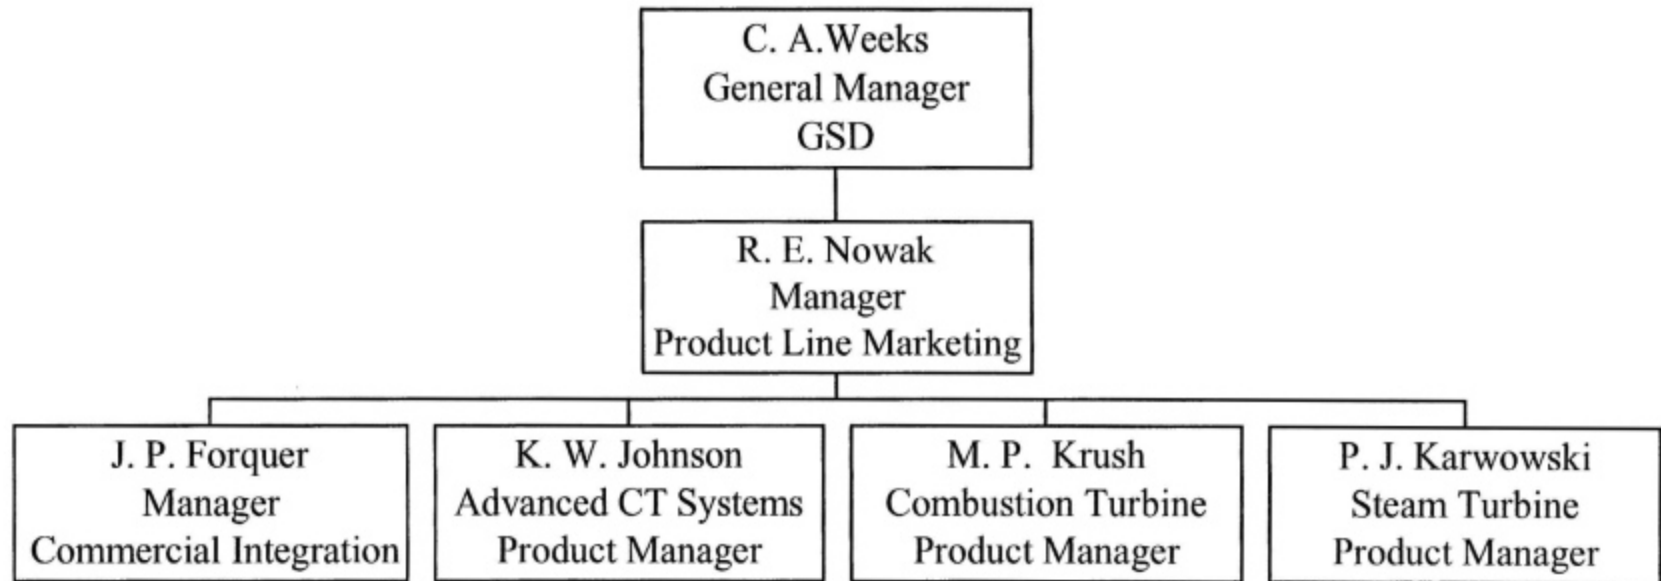 C. A.Weeks
General Manager
GSD
R. E. Nowak
Manager
Product Line Marketing
J. P. Forquer
Manager
Commercial Integration
K. W. Johnson
Advanced CT Systems
Product Manager
M. P. Krush
Combustion Turbine
Product Manager
P. J. Karwowski
Steam Turbine
Product Manager